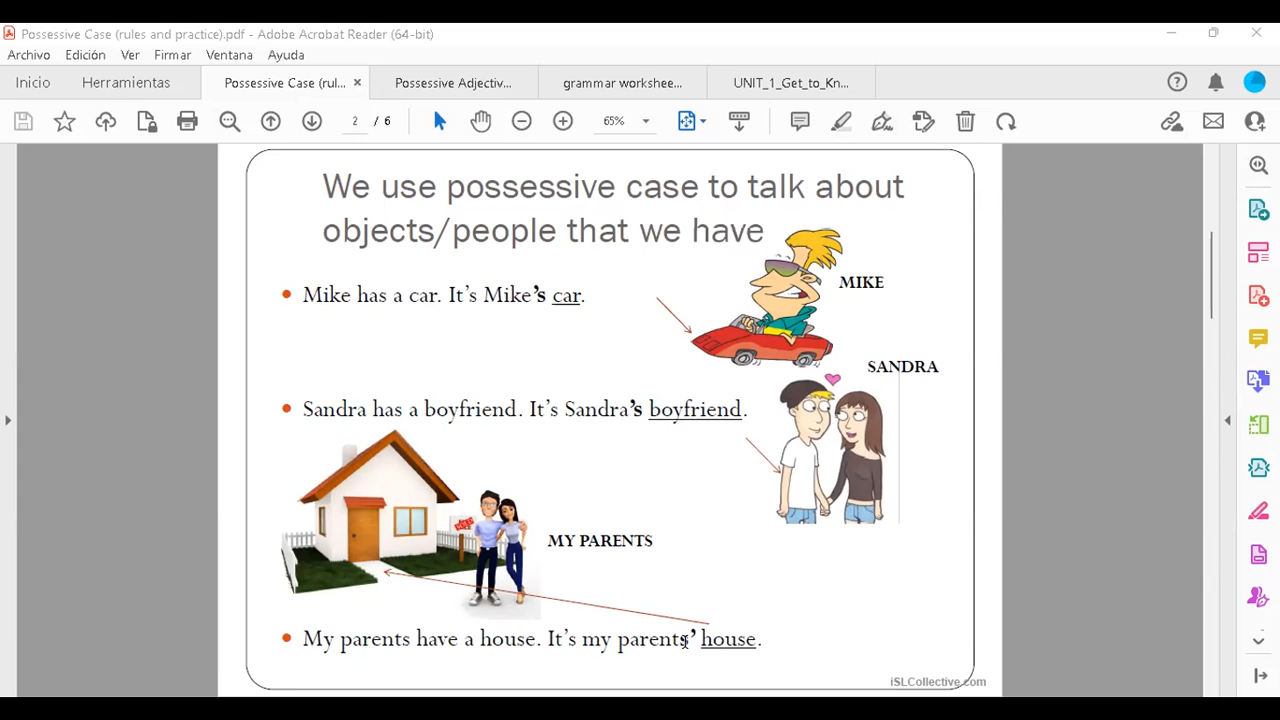 Possessive Case (rules and practice).pdf - Adobe Acrobat Reader (64-bit)
Archivo Edición Ver Firmar Ventana Ayuda
Inicio Herramientas Possessive Case (rul... × Possessive Adjectiv... grammar workshee... UNIT_1_Get_to_Kn...
2 / 6 65%
We use possessive case to talk about
objects/people that we have
MIKE
Mike has a car. It's Mike's car.
SANDRA
Sandra has a boyfriend. It's Sandra's boyfriend.
MY PARENTS
My parents have a house. It's my parents' house.
iSLCollective.com